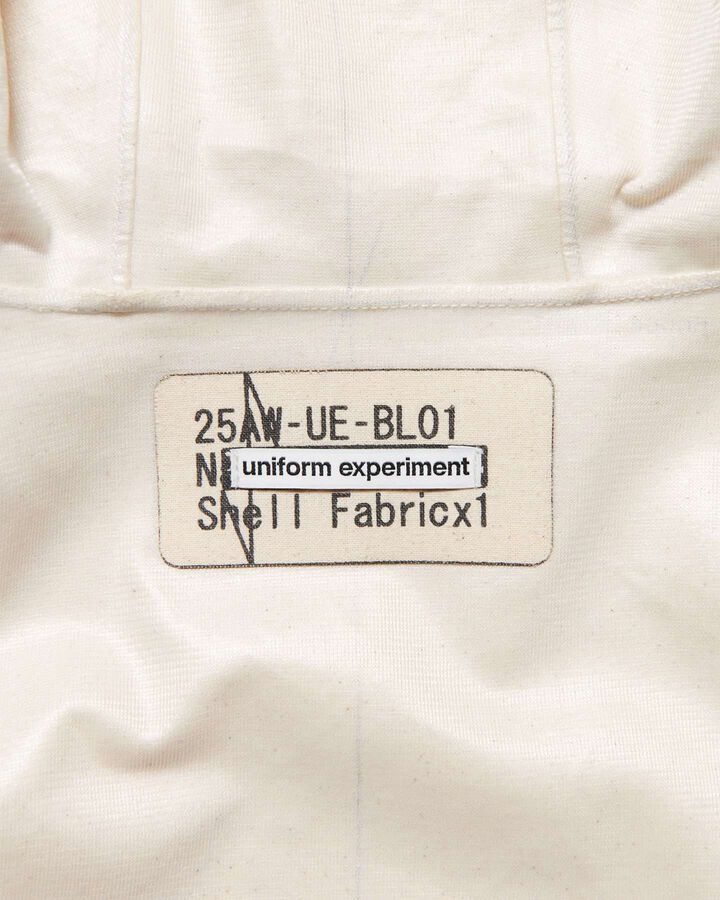 25AW-UE-BL01
uniform experiment
Shell Fabricx1